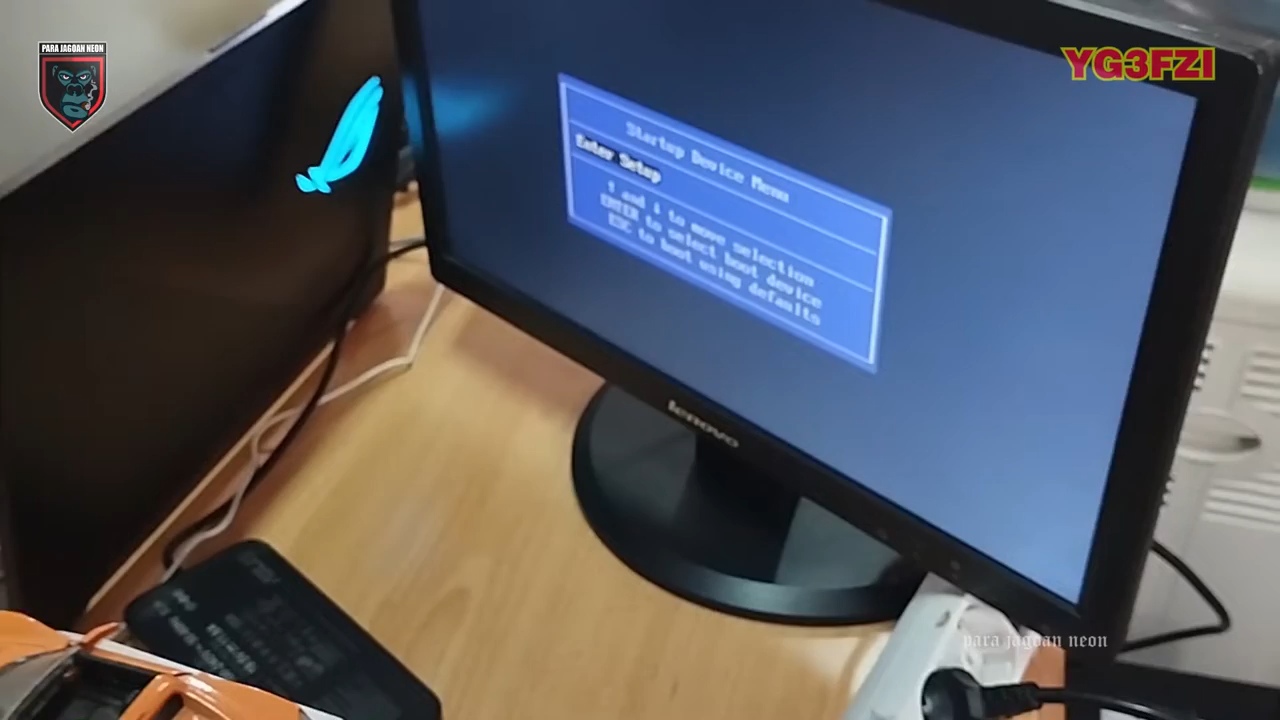 PARA JAGOAN NEON
YG3FZI
Startup Device Menu
Enter Setup
↑ and ↓ to move selection
ENTER to select boot device
ESC to boot using defaults
lenovo
para jagoan neon